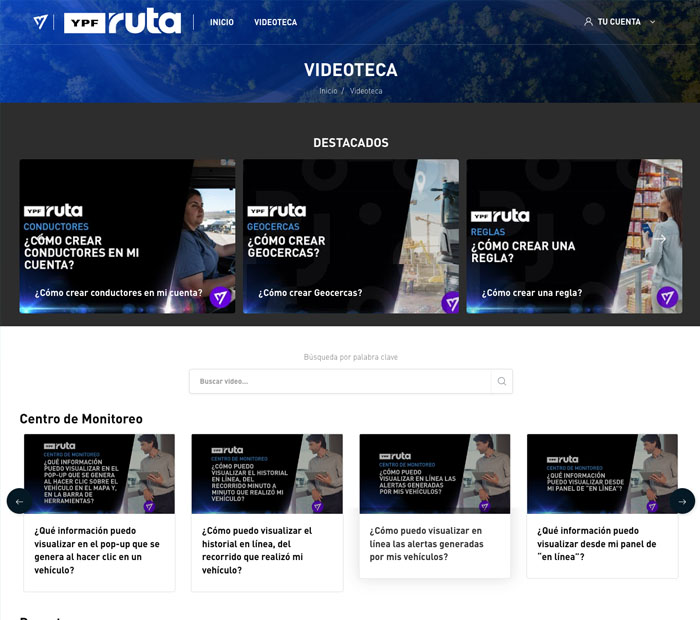 YPF ruta
INICIO
VIDEOTECA
TU CUENTA
VIDEOTECA
Inicio / Videoteca
DESTACADOS
YPF ruta
CONDUCTORES
¿CÓMO CREAR
CONDUCTORES EN MI
CUENTA?
¿Cómo crear conductores en mi cuenta?
YPF ruta
GEOCERCAS
¿CÓMO CREAR
GEOCERCAS?
¿Cómo crear Geocercas?
YPF ruta
REGLAS
¿CÓMO CREAR UNA
REGLA?
¿Cómo crear una regla?
Búsqueda por palabra clave
Buscar video...
Centro de Monitoreo
YPF ruta
CENTRO DE MONITOREO
¿QUÉ INFORMACIÓN
PUEDO VISUALIZAR EN EL
POP-UP QUE SE GENERA
AL HACER CLIC SOBRE EL
VEHÍCULO EN EL MAPA Y,
EN LA BARRA DE
HERRAMIENTAS?
¿Qué información puedo
visualizar en el pop-up que se
genera al hacer clic en un
vehículo?
YPF ruta
CENTRO DE MONITOREO
¿CÓMO PUEDO
VISUALIZAR EL HISTORIAL
EN LÍNEA, DEL
RECORRIDO MINUTO A
MINUTO QUE REALIZÓ MI
VEHÍCULO?
¿Cómo puedo visualizar el
historial en línea, del
recorrido que realizó mi
vehículo?
YPF ruta
CENTRO DE MONITOREO
¿CÓMO PUEDO
VISUALIZAR EN LÍNEA LAS
ALERTAS GENERADAS
POR MIS VEHÍCULOS?
¿Cómo puedo visualizar en
línea las alertas generadas
por mis vehículos?
YPF ruta
CENTRO DE MONITOREO
¿QUÉ INFORMACIÓN
PUEDO VISUALIZAR DESDE
MI PANEL DE "EN LÍNEA"?
¿Qué información puedo
visualizar desde mi panel de
"en línea"?